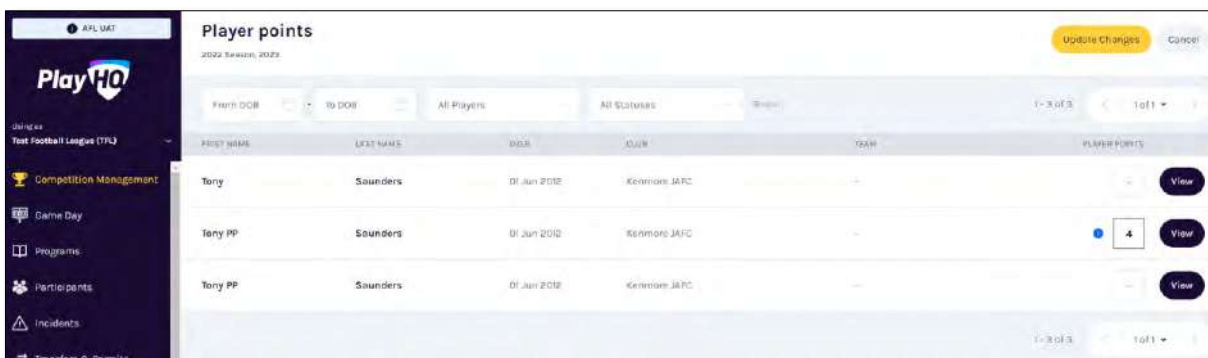 AFL UAT
PlayHQ
Using as
Test Football League (TFL)
Competition Management
Game Day
Programs
Participants
Incidents
Transfers & Permits
Player points
2022 Season, 2023
Update Changes Cancel
From DOB - To DOB All Players All Statuses Reset 1-3 of 3 1 of 1
FIRST NAME LAST NAME D.O.B. CLUB TEAM PLAYER POINTS
Tony Saunders 01 Jun 2012 Kenmore JAFC - - View
Tony PP Saunders 01 Jun 2012 Kenmore JAFC - 4 View
Tony PP Saunders 01 Jun 2012 Kenmore JAFC - - View
1-3 of 3 1 of 1